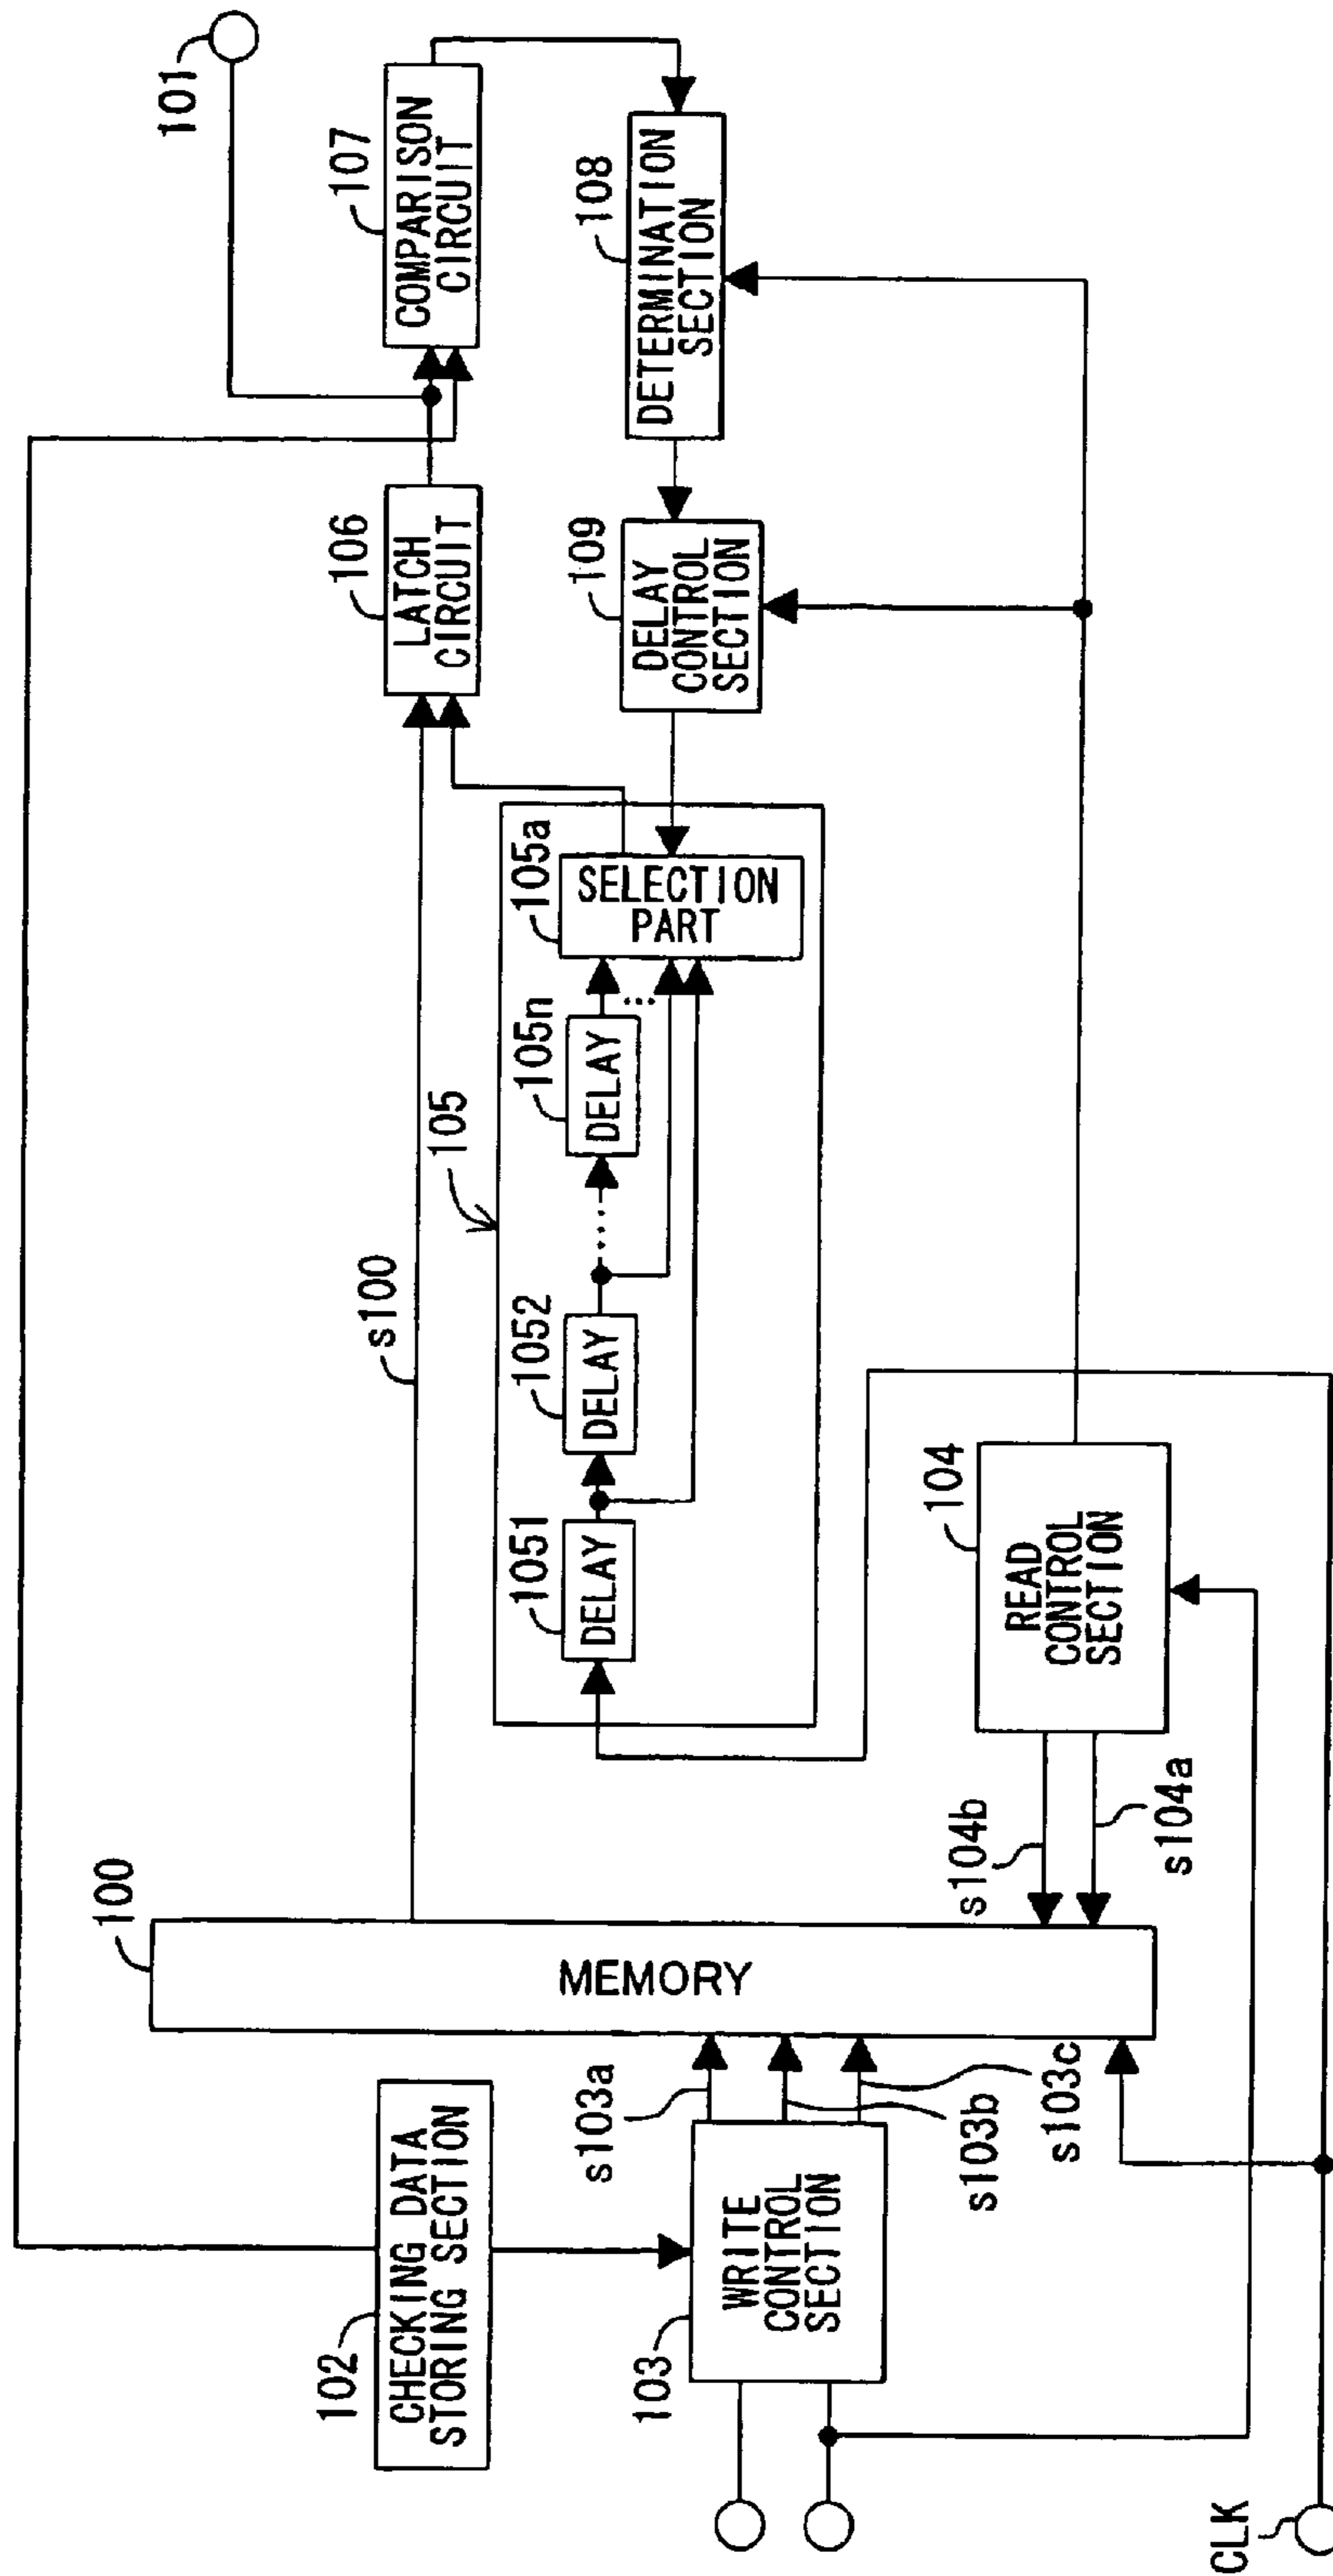 101
107
COMPARISON
CIRCUIT
106
LATCH
CIRCUIT
108
DETERMINATION
SECTION
109
DELAY
CONTROL
SECTION
s100
105
105a
SELECTION
PART
105n
DELAY
...
1052
DELAY
1051
DELAY
104
READ
CONTROL
SECTION
s104b
s104a
100
MEMORY
102
CHECKING DATA
STORING SECTION
103
WRITE
CONTROL
SECTION
s103a
s103b
s103c
CLK